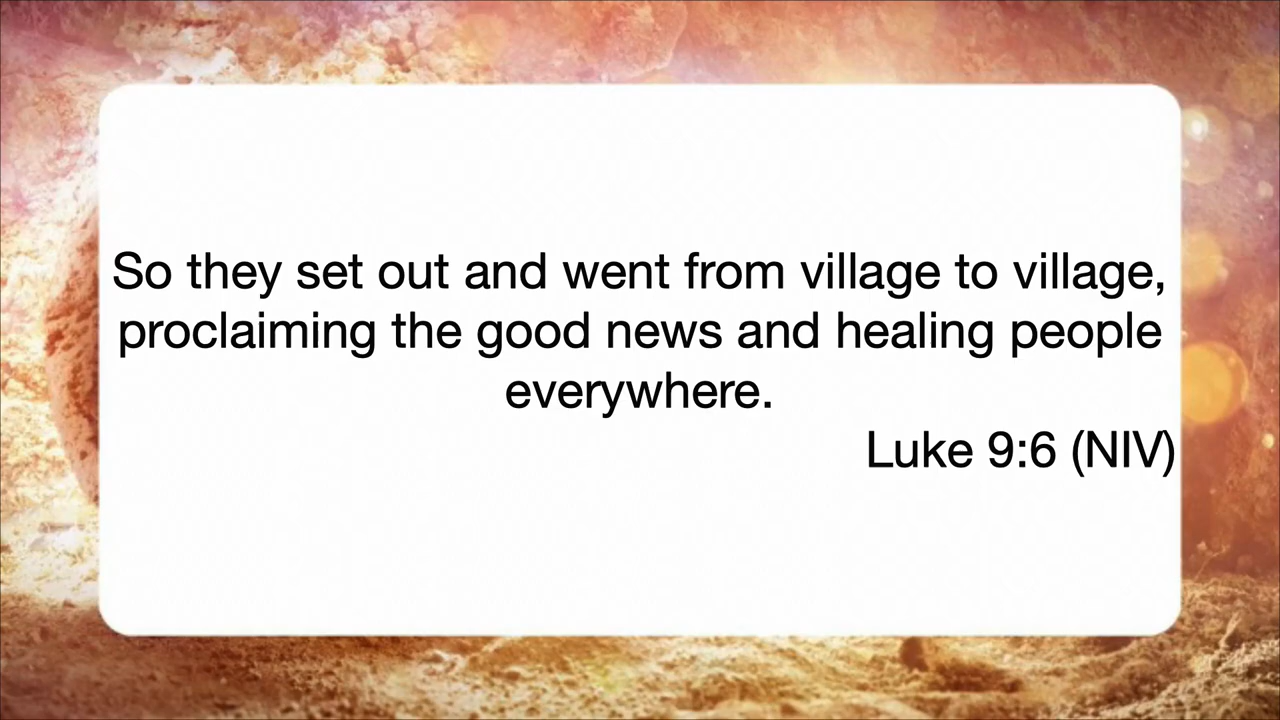 So they set out and went from village to village,
proclaiming the good news and healing people
everywhere.
Luke 9:6 (NIV)